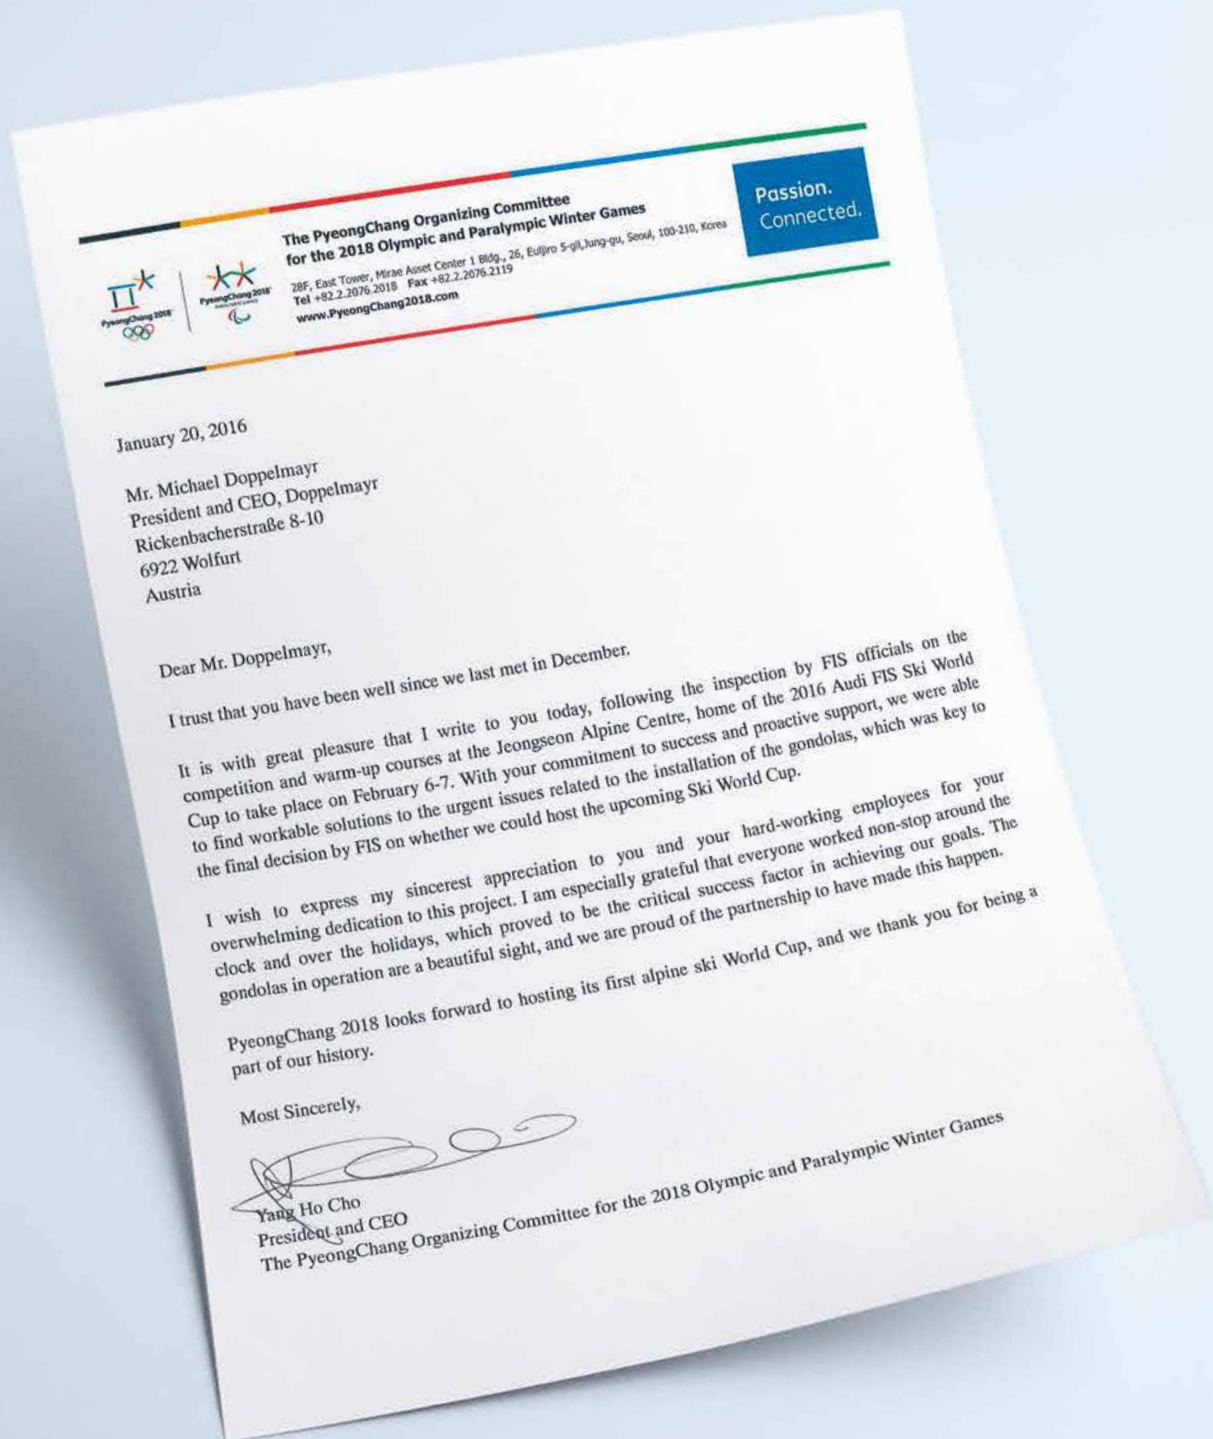 The PyeongChang Organizing Committee
for the 2018 Olympic and Paralympic Winter Games
28F, East Tower, Mirae Asset Center 1 Bldg., 26, Euljiro 5-gil,Jung-gu, Seoul, 100-210, Korea
Tel +82.2.2076.2018 Fax +82.2.2076.2119
www.PyeongChang2018.com
Passion.
Connected.
PyeongChang 2018
PyeongChang 2018
January 20, 2016
Mr. Michael Doppelmayr
President and CEO, Doppelmayr
Rickenbacherstraße 8-10
6922 Wolfurt
Austria
Dear Mr. Doppelmayr,
I trust that you have been well since we last met in December.
It is with great pleasure that I write to you today, following the inspection by FIS officials on the
competition and warm-up courses at the Jeongseon Alpine Centre, home of the 2016 Audi FIS Ski World
Cup to take place on February 6-7. With your commitment to success and proactive support, we were able
to find workable solutions to the urgent issues related to the installation of the gondolas, which was key to
the final decision by FIS on whether we could host the upcoming Ski World Cup.
I wish to express my sincerest appreciation to you and your hard-working employees for your
overwhelming dedication to this project. I am especially grateful that everyone worked non-stop around the
clock and over the holidays, which proved to be the critical success factor in achieving our goals. The
gondolas in operation are a beautiful sight, and we are proud of the partnership to have made this happen.
PyeongChang 2018 looks forward to hosting its first alpine ski World Cup, and we thank you for being a
part of our history.
Most Sincerely,
Yang Ho Cho
President and CEO
The PyeongChang Organizing Committee for the 2018 Olympic and Paralympic Winter Games